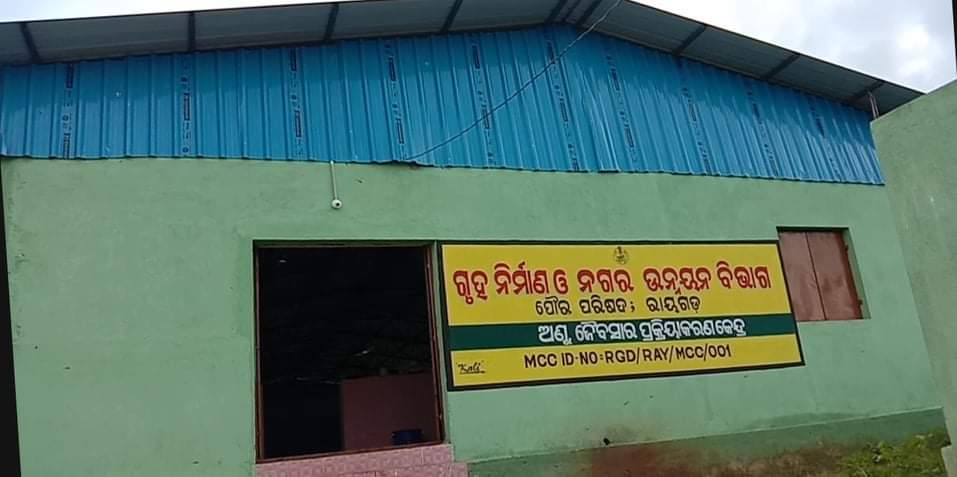 ଗୃହ ନିର୍ମାଣ ଓ ନଗର ଉନ୍ନୟନ ବିଭାଗ
ପୌର ପରିଷଦ; ରାୟଗଡ଼
ଅଣୁ ଜୈବସାର ପ୍ରକ୍ରିୟାକରଣ କେନ୍ଦ୍ର
MCC ID-NO=RGD/RAY/MCC/001
"Kali"